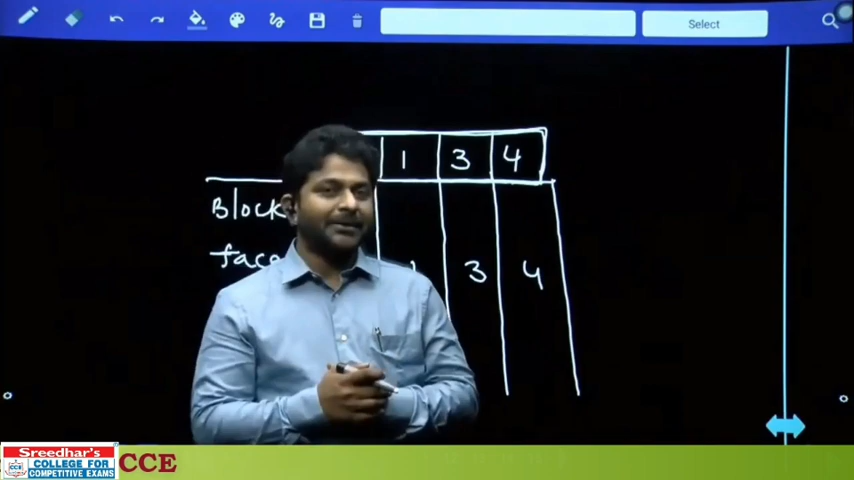 Select
1 3 4
Block
face 3 4
Sreedhar's
COLLEGE FOR
COMPETITIVE EXAMS
CCE
CCE